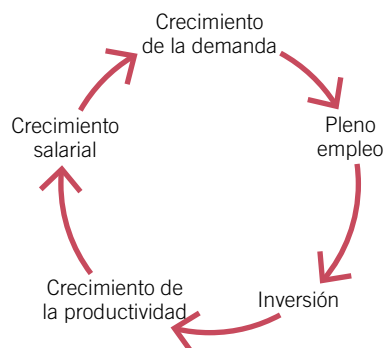 Crecimiento
de la demanda
Pleno
empleo
Inversión
Crecimiento de
la productividad
Crecimiento
salarial